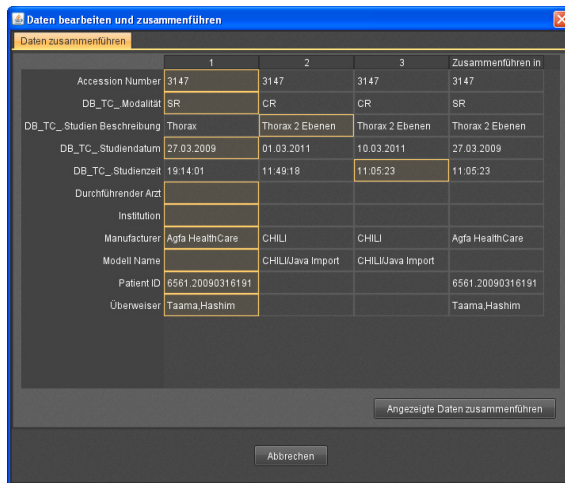 Daten bearbeiten und zusammenführen
Daten zusammenführen
1 2 3 Zusammenführen in
Accession Number 3147 3147 3147 3147
DB_TC_.Modalität SR CR CR SR
DB_TC_.Studien Beschreibung Thorax Thorax 2 Ebenen Thorax 2 Ebenen Thorax 2 Ebenen
DB_TC_.Studiendatum 27.03.2009 01.03.2011 10.03.2011 27.03.2009
DB_TC_.Studienzeit 19:14:01 11:49:18 11:05:23 11:05:23
Durchführender Arzt
Institution
Manufacturer Agfa HealthCare CHILI CHILI Agfa HealthCare
Modell Name CHILI/Java Import CHILI/Java Import
Patient ID 6561.20090316191 6561.20090316191
Überweiser Taama,Hashim Taama,Hashim
Angezeigte Daten zusammenführen
Abbrechen